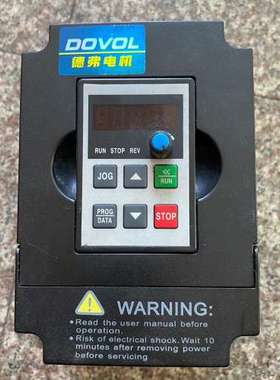 DOVOL
德弗电机
RUN STOP REV
JOG
RUN
PROG
DATA
STOP
WARNING:
Read the user manual before
operation.
Risk of electrical shock. Wait 10
minutes after removing power
before servicing